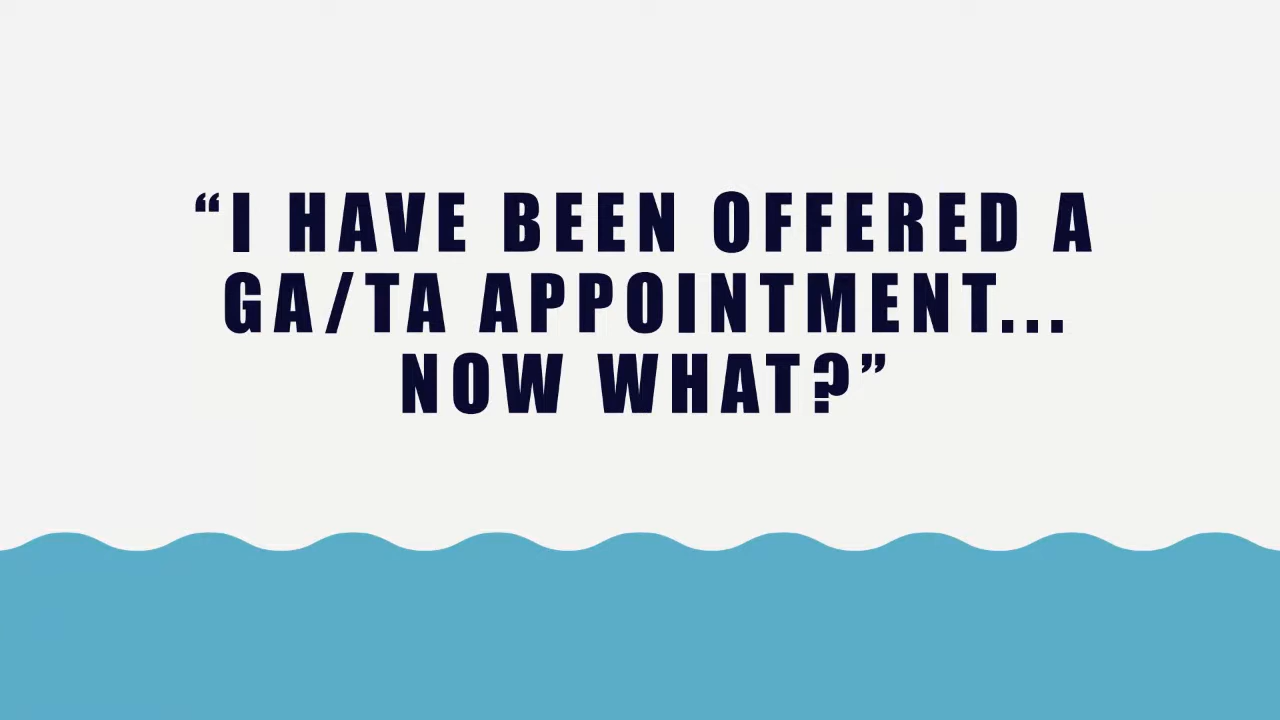 “I HAVE BEEN OFFERED A
GA/TA APPOINTMENT...
NOW WHAT?”